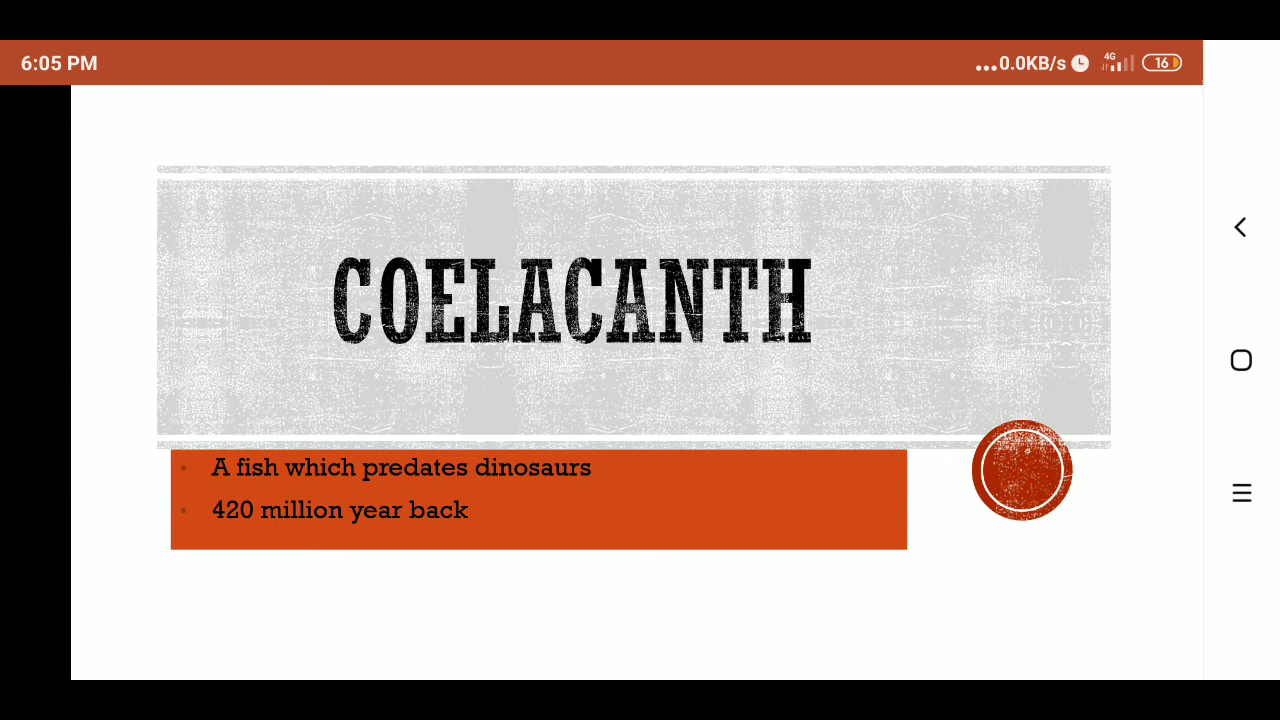 6:05 PM
...0.0KB/s 4G 16
COELACANTH
A fish which predates dinosaurs
420 million year back